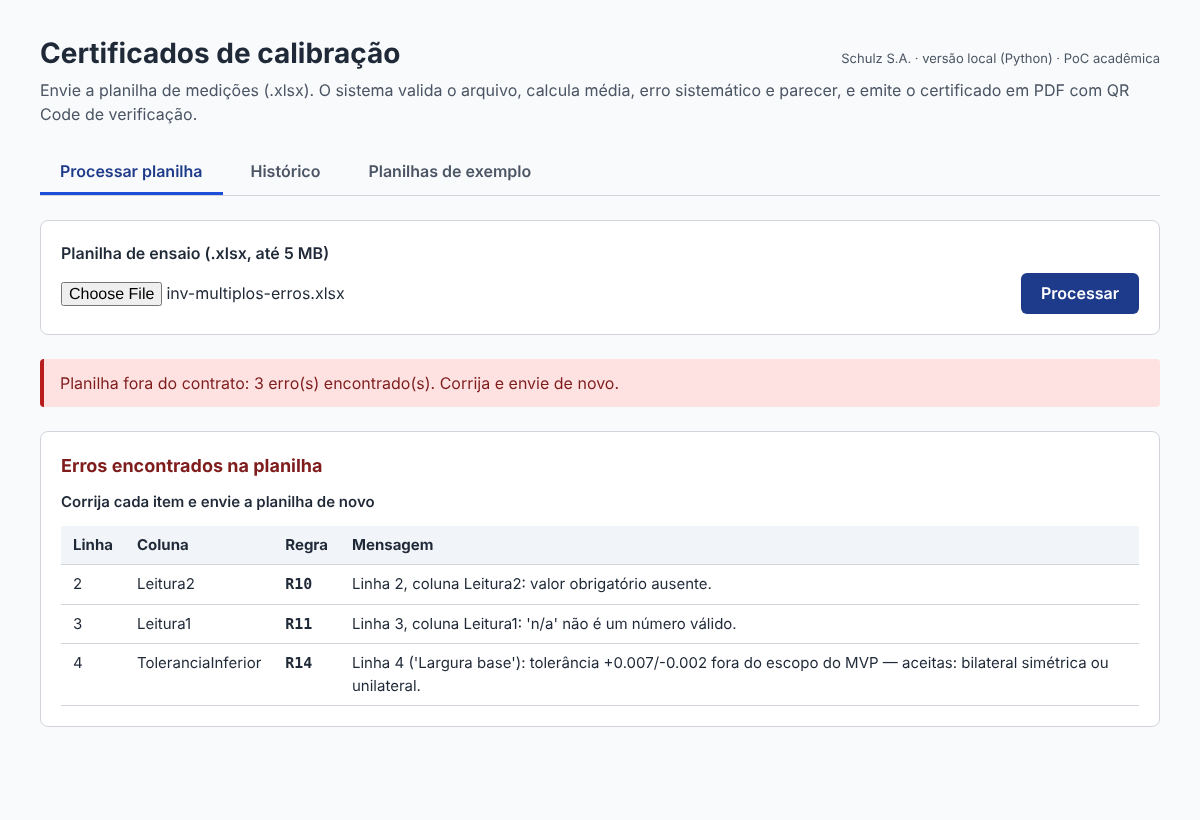 Certificados de calibração
Schulz S.A. · versão local (Python) · PoC acadêmica
Envie a planilha de medições (.xlsx). O sistema valida o arquivo, calcula média, erro sistemático e parecer, e emite o certificado em PDF com QR
Code de verificação.
Processar planilha Histórico Planilhas de exemplo
Planilha de ensaio (.xlsx, até 5 MB)
Choose File inv-multiplos-erros.xlsx Processar
Planilha fora do contrato: 3 erro(s) encontrado(s). Corrija e envie de novo.
Erros encontrados na planilha
Corrija cada item e envie a planilha de novo
Linha Coluna Regra Mensagem
2 Leitura2 R10 Linha 2, coluna Leitura2: valor obrigatório ausente.
3 Leitura1 R11 Linha 3, coluna Leitura1: 'n/a' não é um número válido.
4 ToleranciaInferior R14 Linha 4 ('Largura base'): tolerância +0.007/-0.002 fora do escopo do MVP — aceitas: bilateral simétrica ou
unilateral.